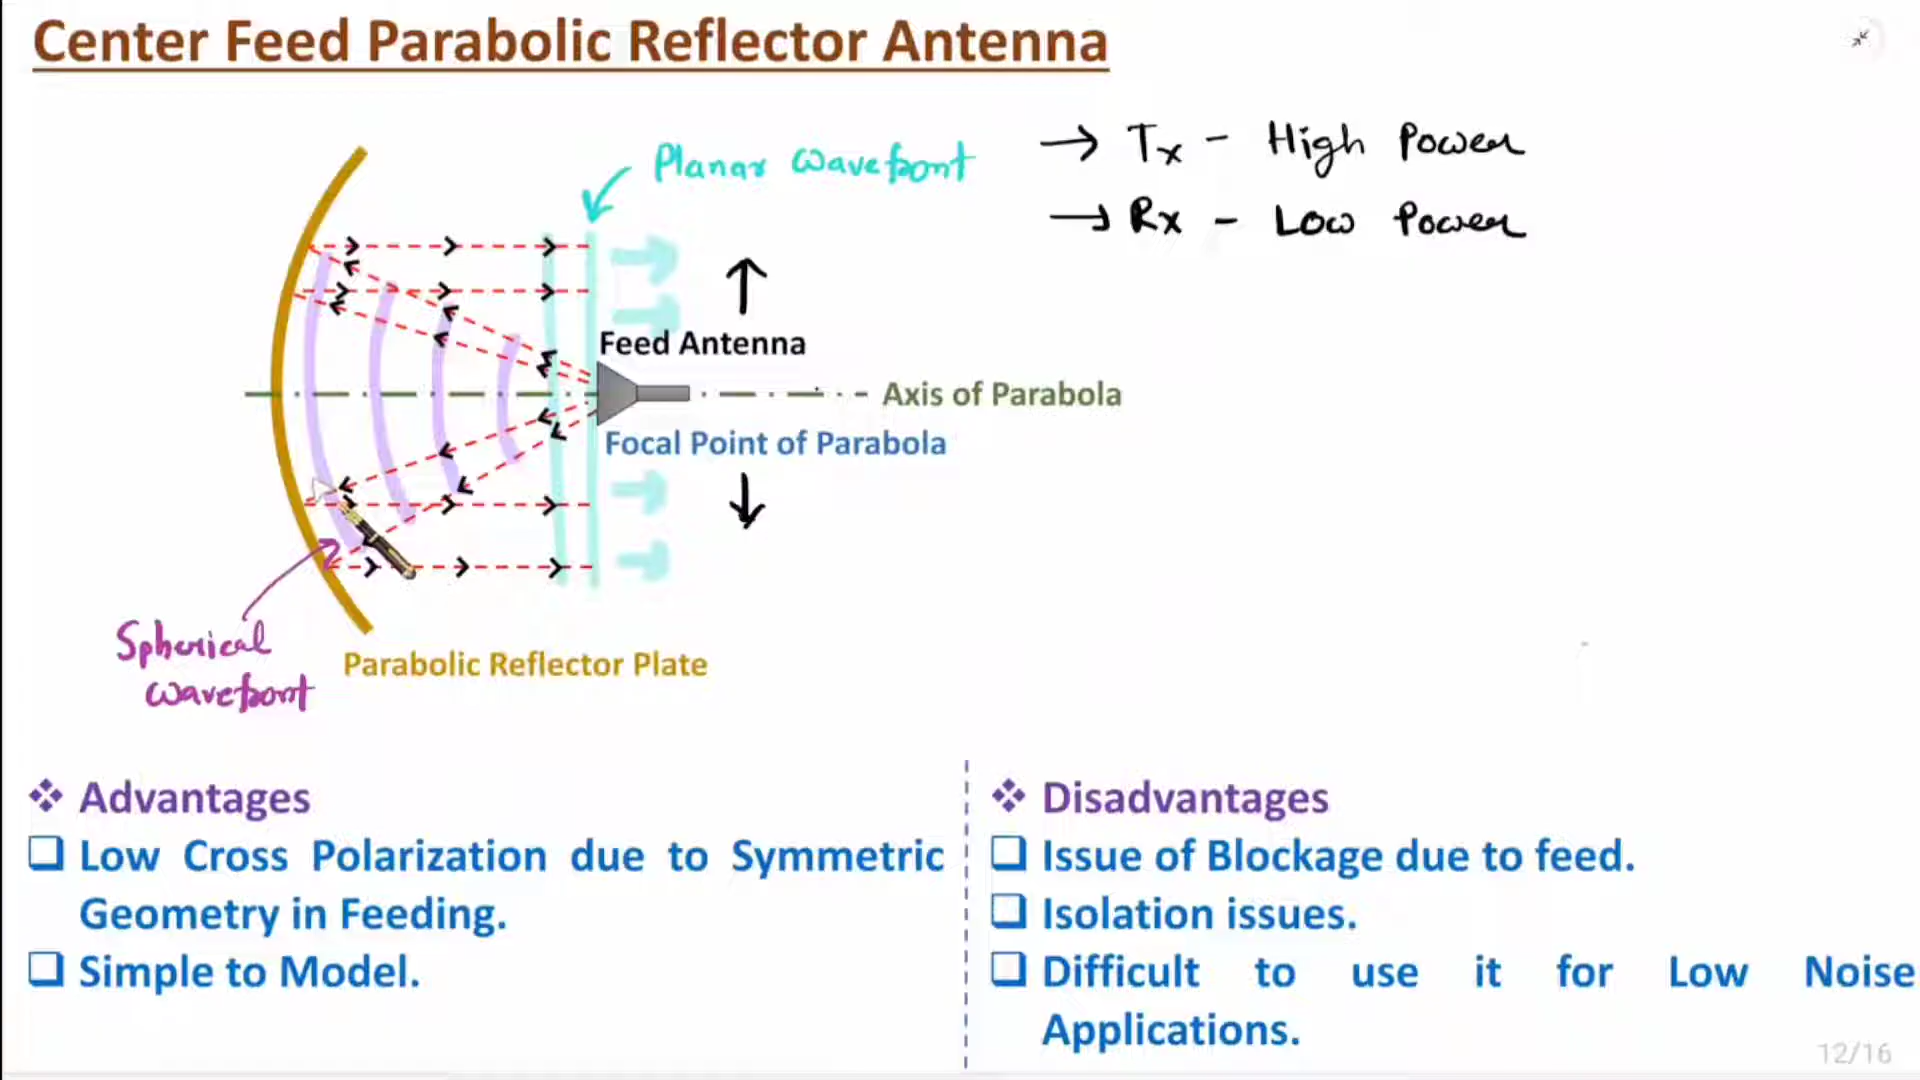 Center Feed Parabolic Reflector Antenna
Planar wavefront
→ Tx - High Power
→ Rx - Low Power
Feed Antenna
Axis of Parabola
Focal Point of Parabola
Spherical
wavefront
Parabolic Reflector Plate
❖ Advantages
❑ Low Cross Polarization due to Symmetric
Geometry in Feeding.
❑ Simple to Model.
❖ Disadvantages
❑ Issue of Blockage due to feed.
❑ Isolation issues.
❑ Difficult to use it for Low Noise
Applications.
12/16